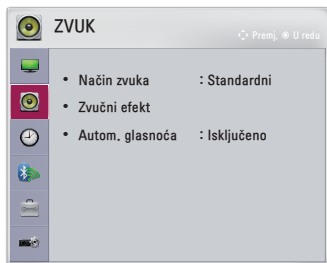 ZVUK
Premj. U redu
• Način zvuka : Standardni
• Zvučni efekt
• Autom. glasnoća : Isključeno